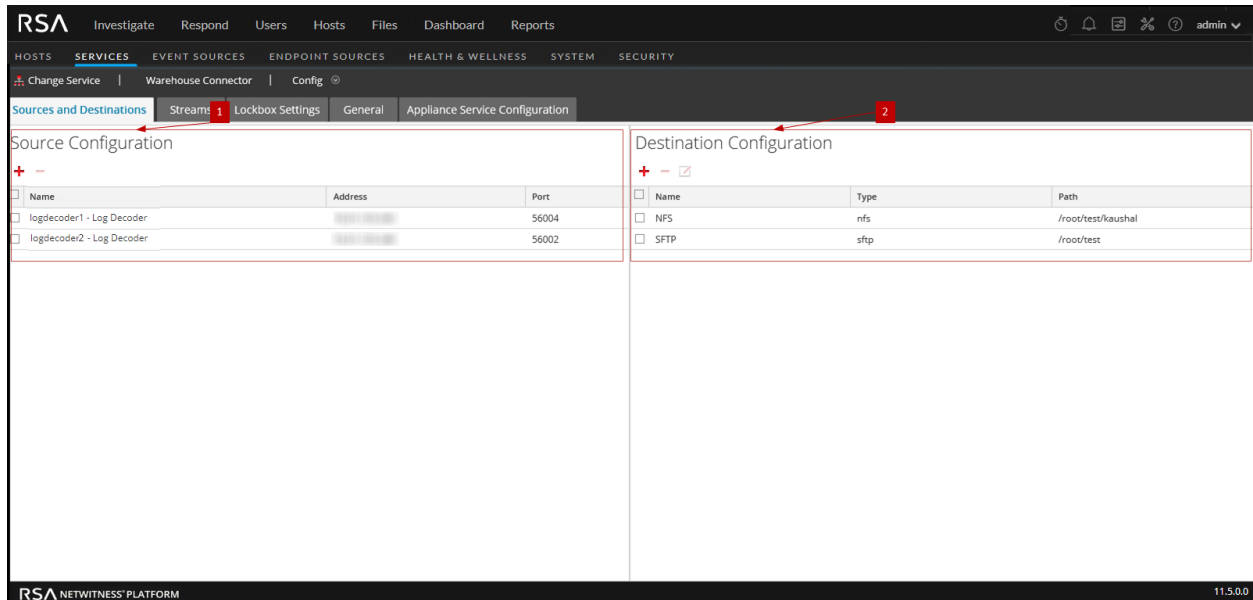 RSA Investigate Respond Users Hosts Files Dashboard Reports admin
HOSTS SERVICES EVENT SOURCES ENDPOINT SOURCES HEALTH & WELLNESS SYSTEM SECURITY
Change Service | Warehouse Connector | Config
Sources and Destinations Streams 1 Lockbox Settings General Appliance Service Configuration 2
Source Configuration
Name Address Port
logdecoder1 - Log Decoder 56004
logdecoder2 - Log Decoder 56002
Destination Configuration
Name Type Path
NFS nfs /root/test/kaushal
SFTP sftp /root/test
RSA NETWITNESS® PLATFORM 11.5.0.0